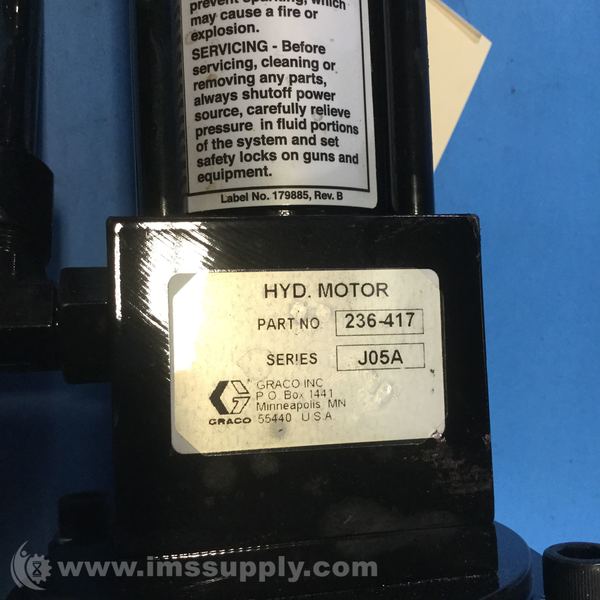 prevent sparking, which
may cause a fire or
explosion.
SERVICING - Before
servicing, cleaning or
removing any parts,
always shutoff power
source, carefully relieve
pressure in fluid portions
of the system and set
safety locks on guns and
equipment.
Label No. 179885, Rev. B
HYD. MOTOR
PART NO 236-417
SERIES J05A
GRACO INC
P.O. Box 1441
Minneapolis, MN
55440 U.S.A.
GRACO
www.imssupply.com